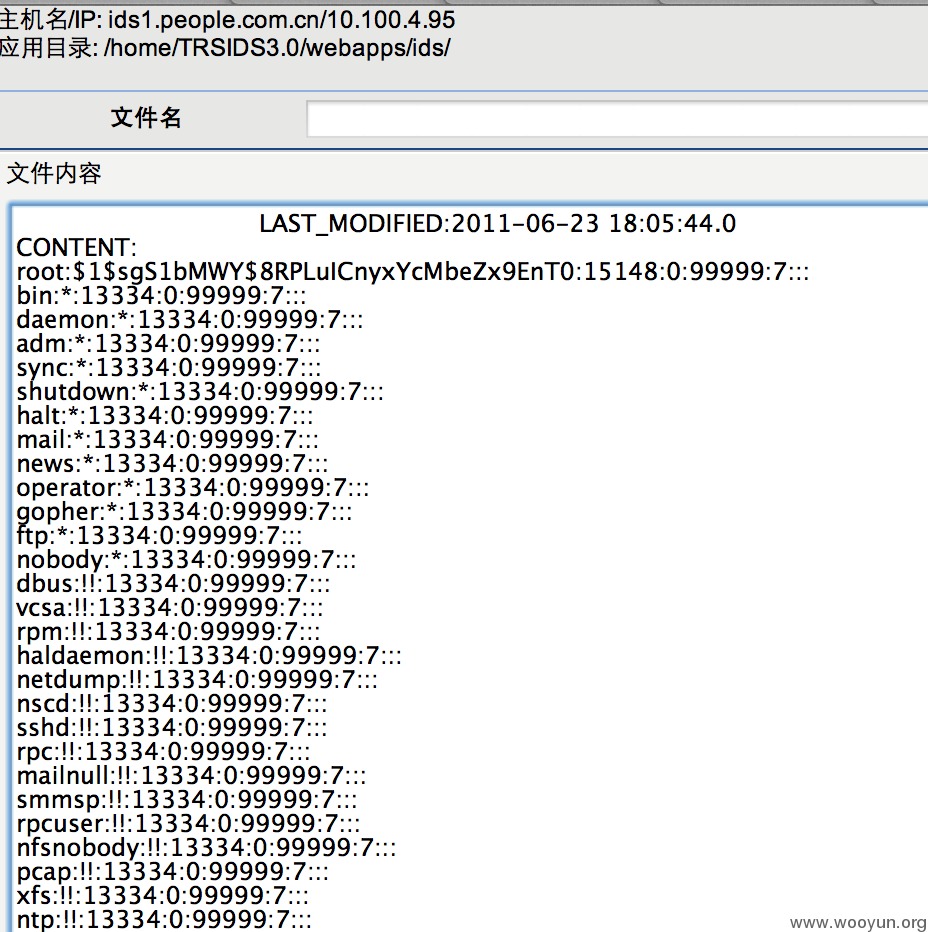 主机名/IP: ids1.people.com.cn/10.100.4.95
应用目录: /home/TRSIDS3.0/webapps/ids/
文件名
文件内容
LAST_MODIFIED:2011-06-23 18:05:44.0
CONTENT:
root:$1$sgS1bMWY$8RPLuICnyxYcMbeZx9EnT0:15148:0:99999:7:::
bin:*:13334:0:99999:7:::
daemon:*:13334:0:99999:7:::
adm:*:13334:0:99999:7:::
sync:*:13334:0:99999:7:::
shutdown:*:13334:0:99999:7:::
halt:*:13334:0:99999:7:::
mail:*:13334:0:99999:7:::
news:*:13334:0:99999:7:::
operator:*:13334:0:99999:7:::
gopher:*:13334:0:99999:7:::
ftp:*:13334:0:99999:7:::
nobody:*:13334:0:99999:7:::
dbus:!!:13334:0:99999:7:::
vcsa:!!:13334:0:99999:7:::
rpm:!!:13334:0:99999:7:::
haldaemon:!!:13334:0:99999:7:::
netdump:!!:13334:0:99999:7:::
nscd:!!:13334:0:99999:7:::
sshd:!!:13334:0:99999:7:::
rpc:!!:13334:0:99999:7:::
mailnull:!!:13334:0:99999:7:::
smmsp:!!:13334:0:99999:7:::
rpcuser:!!:13334:0:99999:7:::
nfsnobody:!!:13334:0:99999:7:::
pcap:!!:13334:0:99999:7:::
xfs:!!:13334:0:99999:7:::
ntp:!!:13334:0:99999:7:::
www.wooyun.org